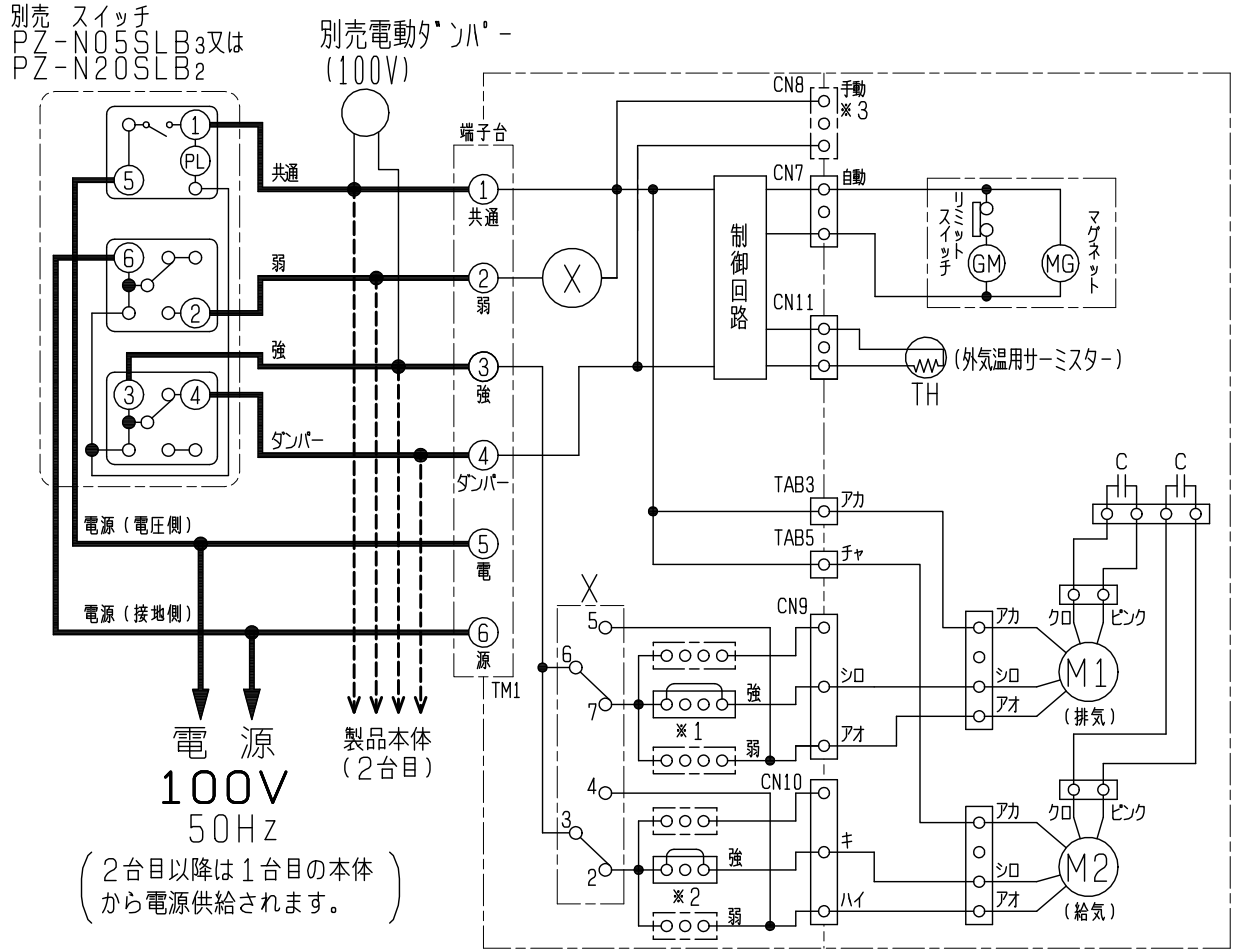 別売 スイッチ
PZ-N05SLB3又は
PZ-N20SLB2
別売電動ダンパー
(100V)
1
PL
5
6
2
3
4
共通
弱
強
ダンパー
電源(電圧側)
電源(接地側)
端子台
1
共通
2
弱
3
強
4
ダンパー
5
電
6
源
TM1
電 源
100V
50Hz
2台目以降は1台目の本体
から電源供給されます。
製品本体
(2台目)
X
制御回路
CN8
手動
※3
CN7
自動
リミット
スイッチ
GM
MG
マグネット
CN11
TH
(外気温用サーミスター)
TAB3
アカ
TAB5
チャ
X
5
6
7
4
3
2
強
※1
弱
強
※2
弱
CN9
シロ
アオ
CN10
キ
ハイ
C
C
クロ
ピンク
アカ
シロ
アオ
M1
(排気)
クロ
ピンク
アカ
シロ
アオ
M2
(給気)